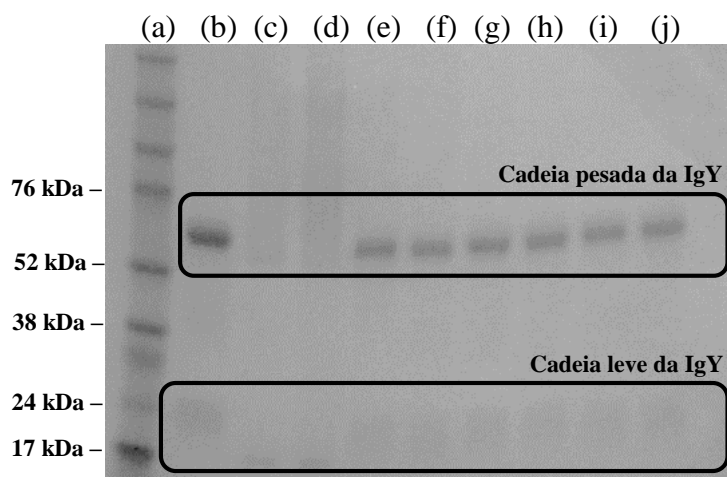 (a) (b) (c) (d) (e) (f) (g) (h) (i) (j)
Cadeia pesada da IgY
76 kDa –
52 kDa –
38 kDa –
Cadeia leve da IgY
24 kDa –
17 kDa –